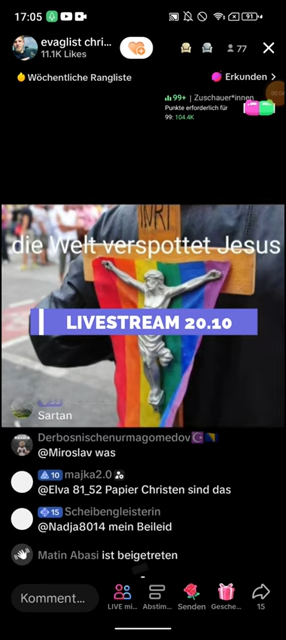 17:05
91
evaglist chri...
11.1K Likes
77
Wöchentliche Rangliste
Erkunden >
99+ | Zuschauer*innen
Punkte erforderlich für
99: 104.4K
INRI
die Welt verspottet Jesus
LIVESTREAM 20.10
Sartan
Derbosnischenurmagomedov
@Miroslav was
10 majka2.0
@Elva 81_52 Papier Christen sind das
15 Scheibengleisterin
@Nadja8014 mein Beileid
Matin Abasi ist beigetreten
Komment...
LIVE mi...
Abstim...
Senden
Gesche...
15